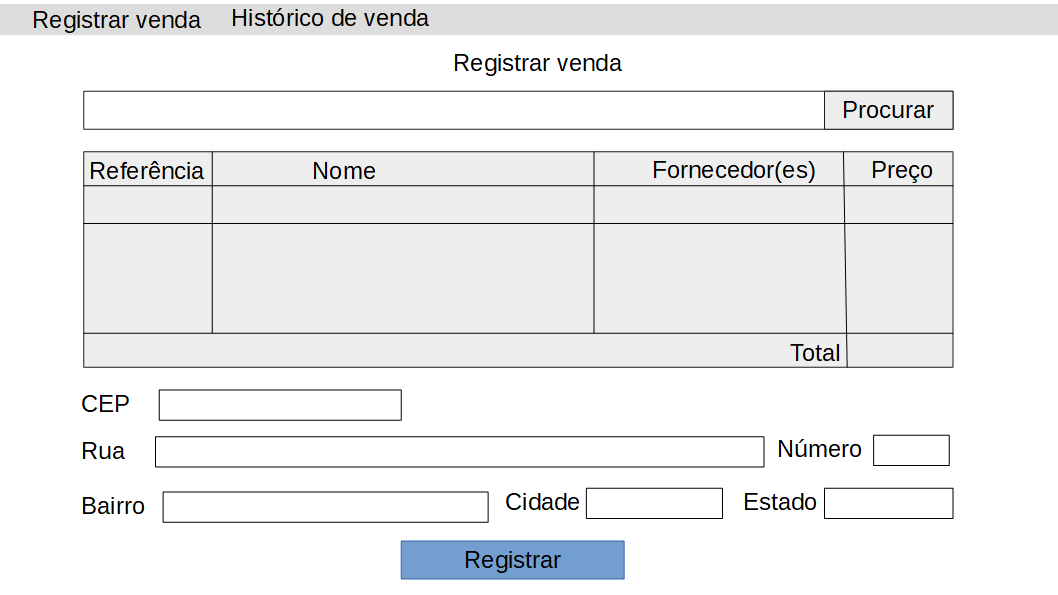 Registrar venda Histórico de venda
Registrar venda
Procurar
Referência Nome Fornecedor(es) Preço
Total
CEP
Rua Número
Bairro Cidade Estado
Registrar